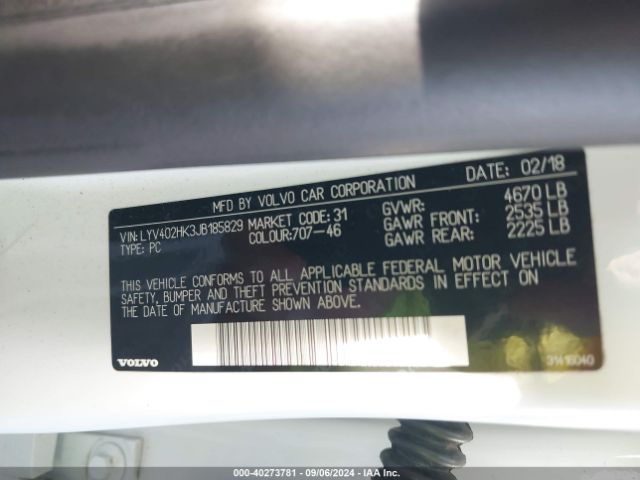 MFD BY VOLVO CAR CORPORATION DATE: 02/18
VIN: LYV402HK3JB185829 MARKET CODE: 31 GVWR: 4670 LB
TYPE: PC COLOUR: 707-46 GAWR FRONT: 2535 LB
GAWR REAR: 2225 LB
THIS VEHICLE CONFORMS TO ALL APPLICABLE FEDERAL MOTOR VEHICLE
SAFETY, BUMPER AND THEFT PREVENTION STANDARDS IN EFFECT ON
THE DATE OF MANUFACTURE SHOWN ABOVE.
VOLVO 31416040
000-40273781 - 09/06/2024 - IAA Inc.